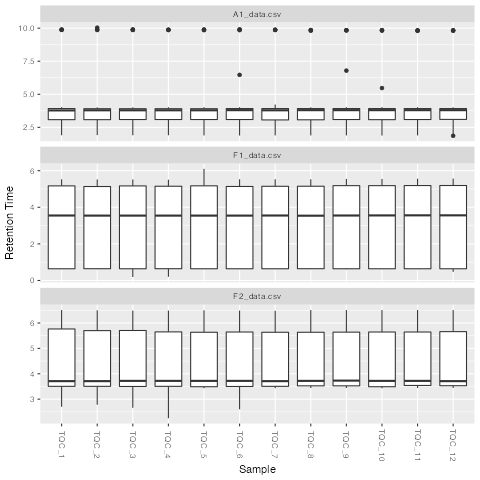 A1_data.csv
10.0
7.5
5.0
2.5
F1_data.csv
6
4
2
0
F2_data.csv
6
5
4
3
Retention Time
TQC_1
TQC_2
TQC_3
TQC_4
TQC_5
TQC_6
TQC_7
TQC_8
TQC_9
TQC_10
TQC_11
TQC_12
Sample